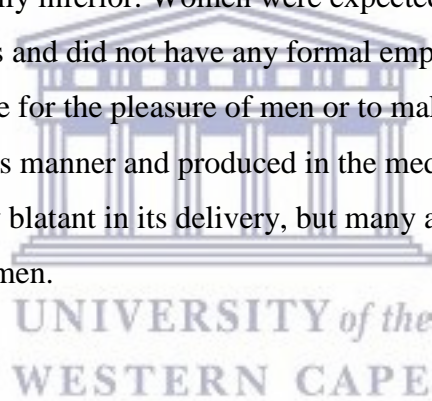 lly inferior. Women were expected
s and did not have any formal emp
e for the pleasure of men or to mal
s manner and produced in the med
blatant in its delivery, but many a
men.
UNIVERSITY of the
WESTERN CAPE